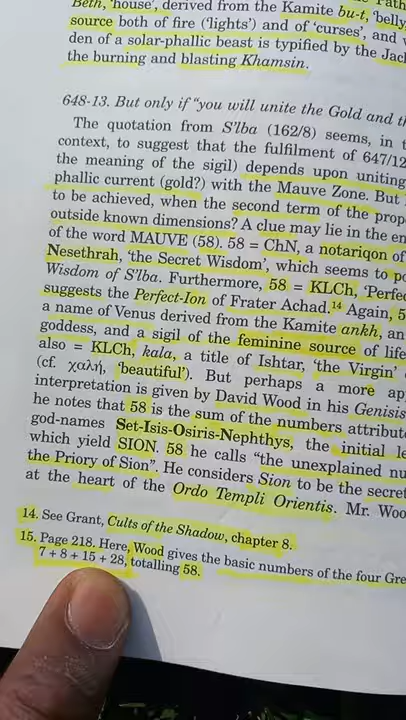 Beth, 'house', derived from the Kamite bu-t, 'belly
source both of fire ('lights') and of 'curses', and
den of a solar-phallic beast is typified by the Jac
the burning and blasting Khamsin.
648-13. But only if "you will unite the Gold and th
The quotation from S'lba (162/8) seems, in t
context, to suggest that the fulfilment of 647/12
the meaning of the sigil) depends upon uniting
phallic current (gold?) with the Mauve Zone. But
to be achieved, when the second term of the prop
outside known dimensions? A clue may lie in the en
of the word MAUVE (58). 58 = ChN, a notariqon of
Nesethrah, 'the Secret Wisdom', which seems to po
Wisdom of S'lba. Furthermore, 58 = KLCh, 'Perfec
suggests the Perfect-Ion of Frater Achad.14 Again, 5
a name of Venus derived from the Kamite ankh, an
goddess, and a sigil of the feminine source of life
also = KLCh, kala, a title of Ishtar, 'the Virgin'
(cf. χαλή, 'beautiful'). But perhaps a more ap
interpretation is given by David Wood in his Genisis
he notes that 58 is the sum of the numbers attribut
god-names Set-Isis-Osiris-Nephthys, the initial le
which yield SION. 58 he calls "the unexplained nu
the Priory of Sion". He considers Sion to be the secret
at the heart of the Ordo Templi Orientis. Mr. Woo
14. See Grant, Cults of the Shadow, chapter 8.
15. Page 218. Here, Wood gives the basic numbers of the four Gre
7 + 8 + 15 + 28, totalling 58.